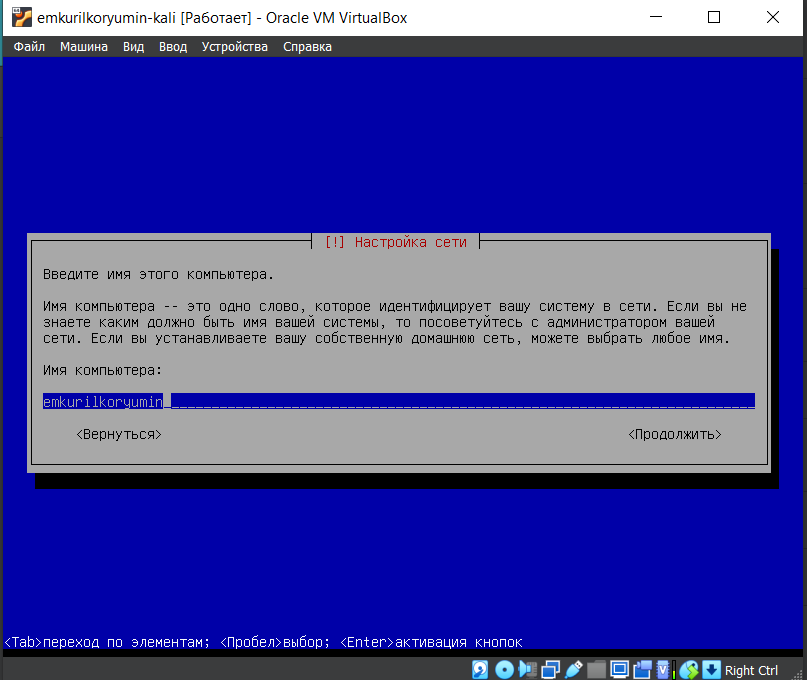 emkurilkoryumin-kali [Работает] - Oracle VM VirtualBox
Файл Машина Вид Ввод Устройства Справка
[!] Настройка сети
Введите имя этого компьютера.
Имя компьютера -- это одно слово, которое идентифицирует вашу систему в сети. Если вы не
знаете каким должно быть имя вашей системы, то посоветуйтесь с администратором вашей
сети. Если вы устанавливаете вашу собственную домашнюю сеть, можете выбрать любое имя.
Имя компьютера:
emkurilkoryumin
<Вернуться> <Продолжить>
<Tab>переход по элементам; <Пробел>выбор; <Enter>активация кнопок
Right Ctrl